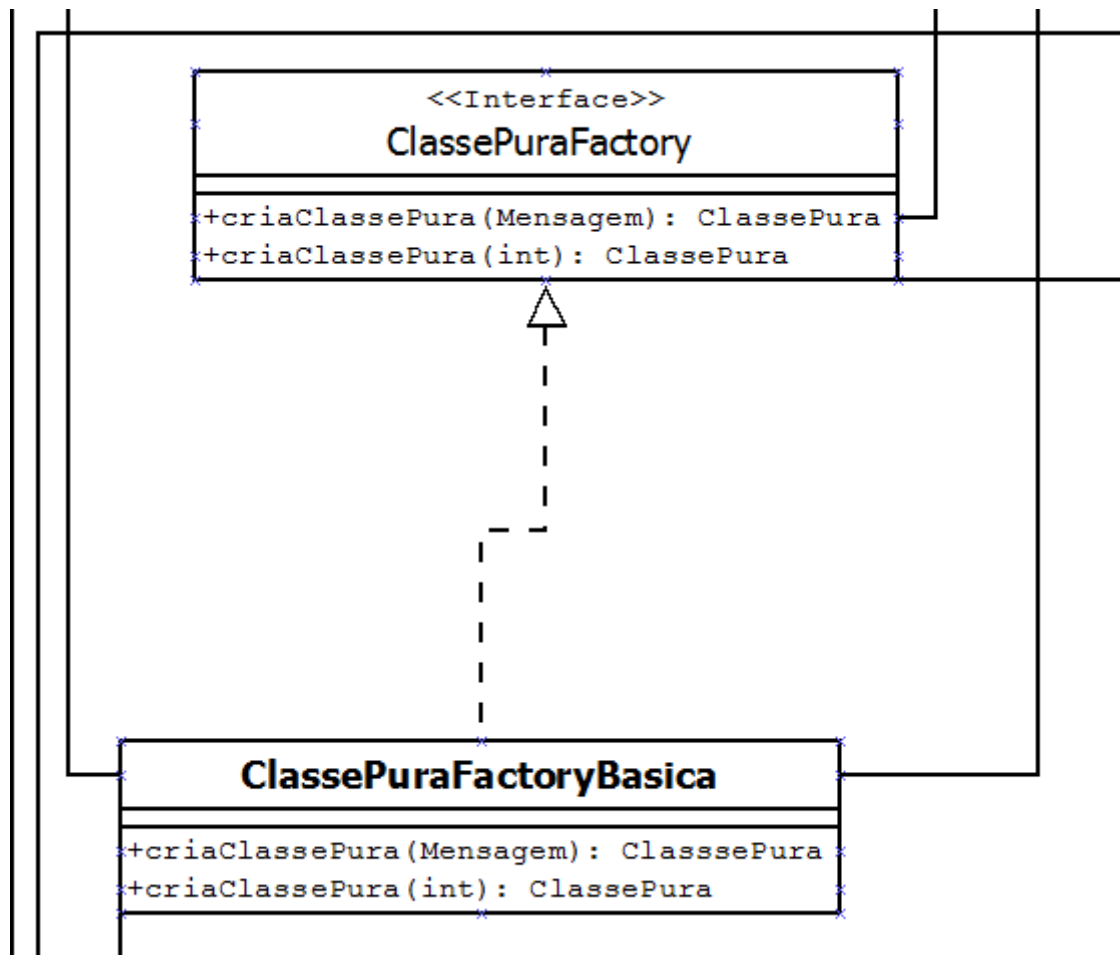 <<Interface>>
ClassePuraFactory
+criaClassePura(Mensagem): ClassePura
+criaClassePura(int): ClassePura
ClassePuraFactoryBasica
+criaClassePura(Mensagem): ClasssePura
+criaClassePura(int): ClassePura